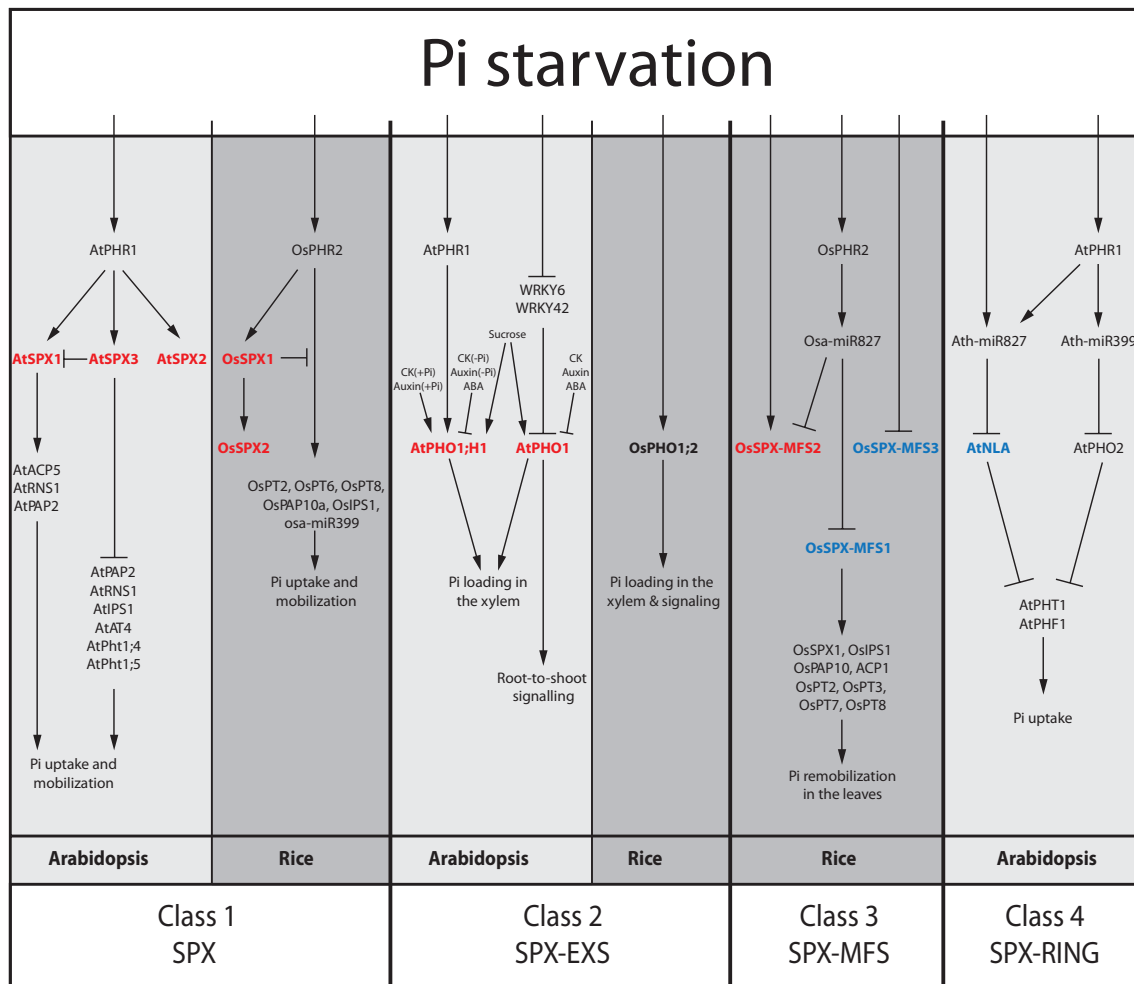 Pi starvation
AtPHR1
AtSPX1
AtSPX3
AtSPX2
AtACP5
AtRNS1
AtPAP2
AtPAP2
AtRNS1
AtIPS1
AtAT4
AtPht1;4
AtPht1;5
Pi uptake and
mobilization
OsPHR2
OsSPX1
OsSPX2
OsPT2, OsPT6, OsPT8,
OsPAP10a, OsIPS1,
osa-miR399
Pi uptake and
mobilization
AtPHR1
WRKY6
WRKY42
Sucrose
CK(+Pi)
Auxin(+Pi)
CK(-Pi)
Auxin(-Pi)
ABA
CK
Auxin
ABA
AtPHO1;H1
AtPHO1
Pi loading in
the xylem
Root-to-shoot
signalling
OsPHO1;2
Pi loading in the
xylem & signaling
OsPHR2
Osa-miR827
OsSPX-MFS2
OsSPX-MFS3
OsSPX-MFS1
OsSPX1, OsIPS1
OsPAP10, ACP1
OsPT2, OsPT3,
OsPT7, OsPT8
Pi remobilization
in the leaves
AtPHR1
Ath-miR827
Ath-miR399
AtNLA
AtPHO2
AtPHT1
AtPHF1
Pi uptake
Arabidopsis
Rice
Arabidopsis
Rice
Rice
Arabidopsis
Class 1
SPX
Class 2
SPX-EXS
Class 3
SPX-MFS
Class 4
SPX-RING